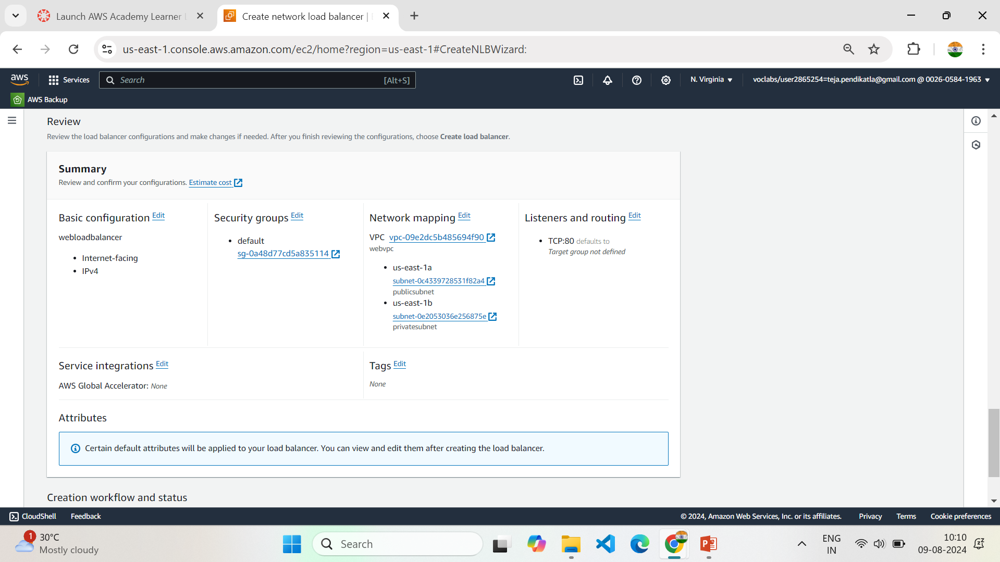 Launch AWS Academy Learner L
Create network load balancer |
us-east-1.console.aws.amazon.com/ec2/home?region=us-east-1#CreateNLBWizard:
aws
Services
Search
[Alt+S]
N. Virginia
voclabs/user2865254=teja.pendikatla@gmail.com @ 0026-0584-1963
AWS Backup
Review
Review the load balancer configurations and make changes if needed. After you finish reviewing the configurations, choose Create load balancer.
Summary
Review and confirm your configurations. Estimate cost
Basic configuration Edit
webloadbalancer
• Internet-facing
• IPv4
Security groups Edit
• default
sg-0a48d77cd5a835114
Network mapping Edit
VPC vpc-09e2dc5b485694f90
webvpc
• us-east-1a
subnet-0c4339728531f82a4
publicsubnet
• us-east-1b
subnet-0e2053036e256875e
privatesubnet
Listeners and routing Edit
• TCP:80 defaults to
Target group not defined
Service integrations Edit
AWS Global Accelerator: None
Tags Edit
None
Attributes
Certain default attributes will be applied to your load balancer. You can view and edit them after creating the load balancer.
Creation workflow and status
CloudShell
Feedback
© 2024, Amazon Web Services, Inc. or its affiliates.
Privacy
Terms
Cookie preferences
1
30°C
Mostly cloudy
Search
ENG
IN
10:10
09-08-2024